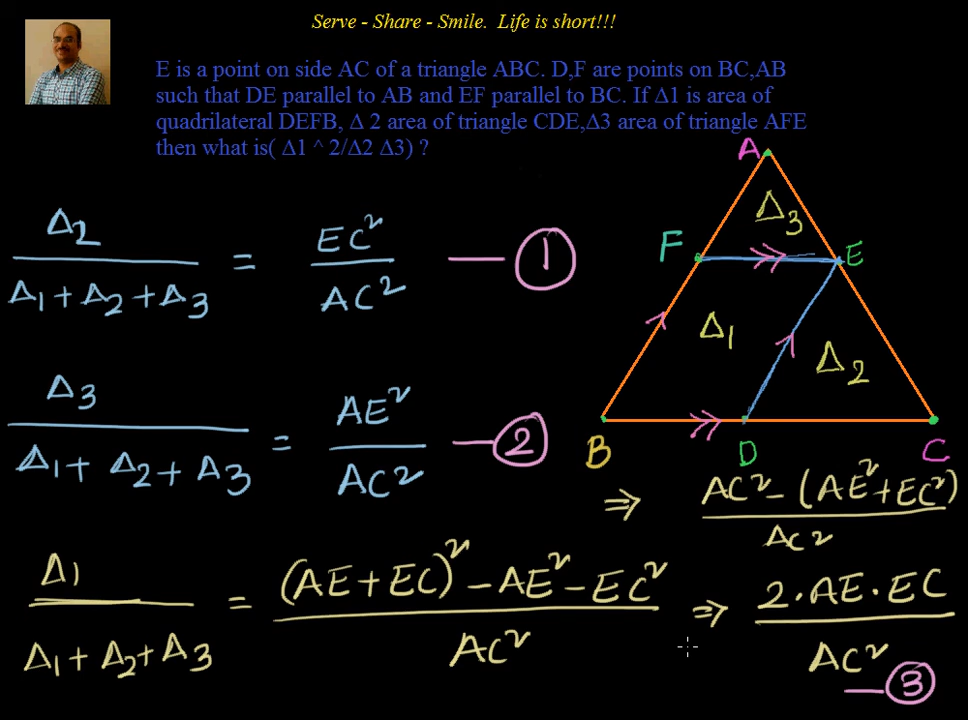 Serve - Share - Smile. Life is short!!!
E is a point on side AC of a triangle ABC. D,F are points on BC,AB
such that DE parallel to AB and EF parallel to BC. If Δ1 is area of
quadrilateral DEFB, Δ 2 area of triangle CDE,Δ3 area of triangle AFE
then what is( Δ1 ^ 2/Δ2 Δ3) ?
A
Δ3
F
E
Δ1
Δ2
B
D
C
Δ2 / (Δ1 + Δ2 + Δ3) = EC² / AC² — ①
Δ3 / (Δ1 + Δ2 + Δ3) = AE² / AC² — ②
⇒ AC² - (AE² + EC²) / AC²
Δ1 / (Δ1 + Δ2 + Δ3) = (AE + EC)² - AE² - EC² / AC² ⇒ 2·AE·EC / AC² — ③